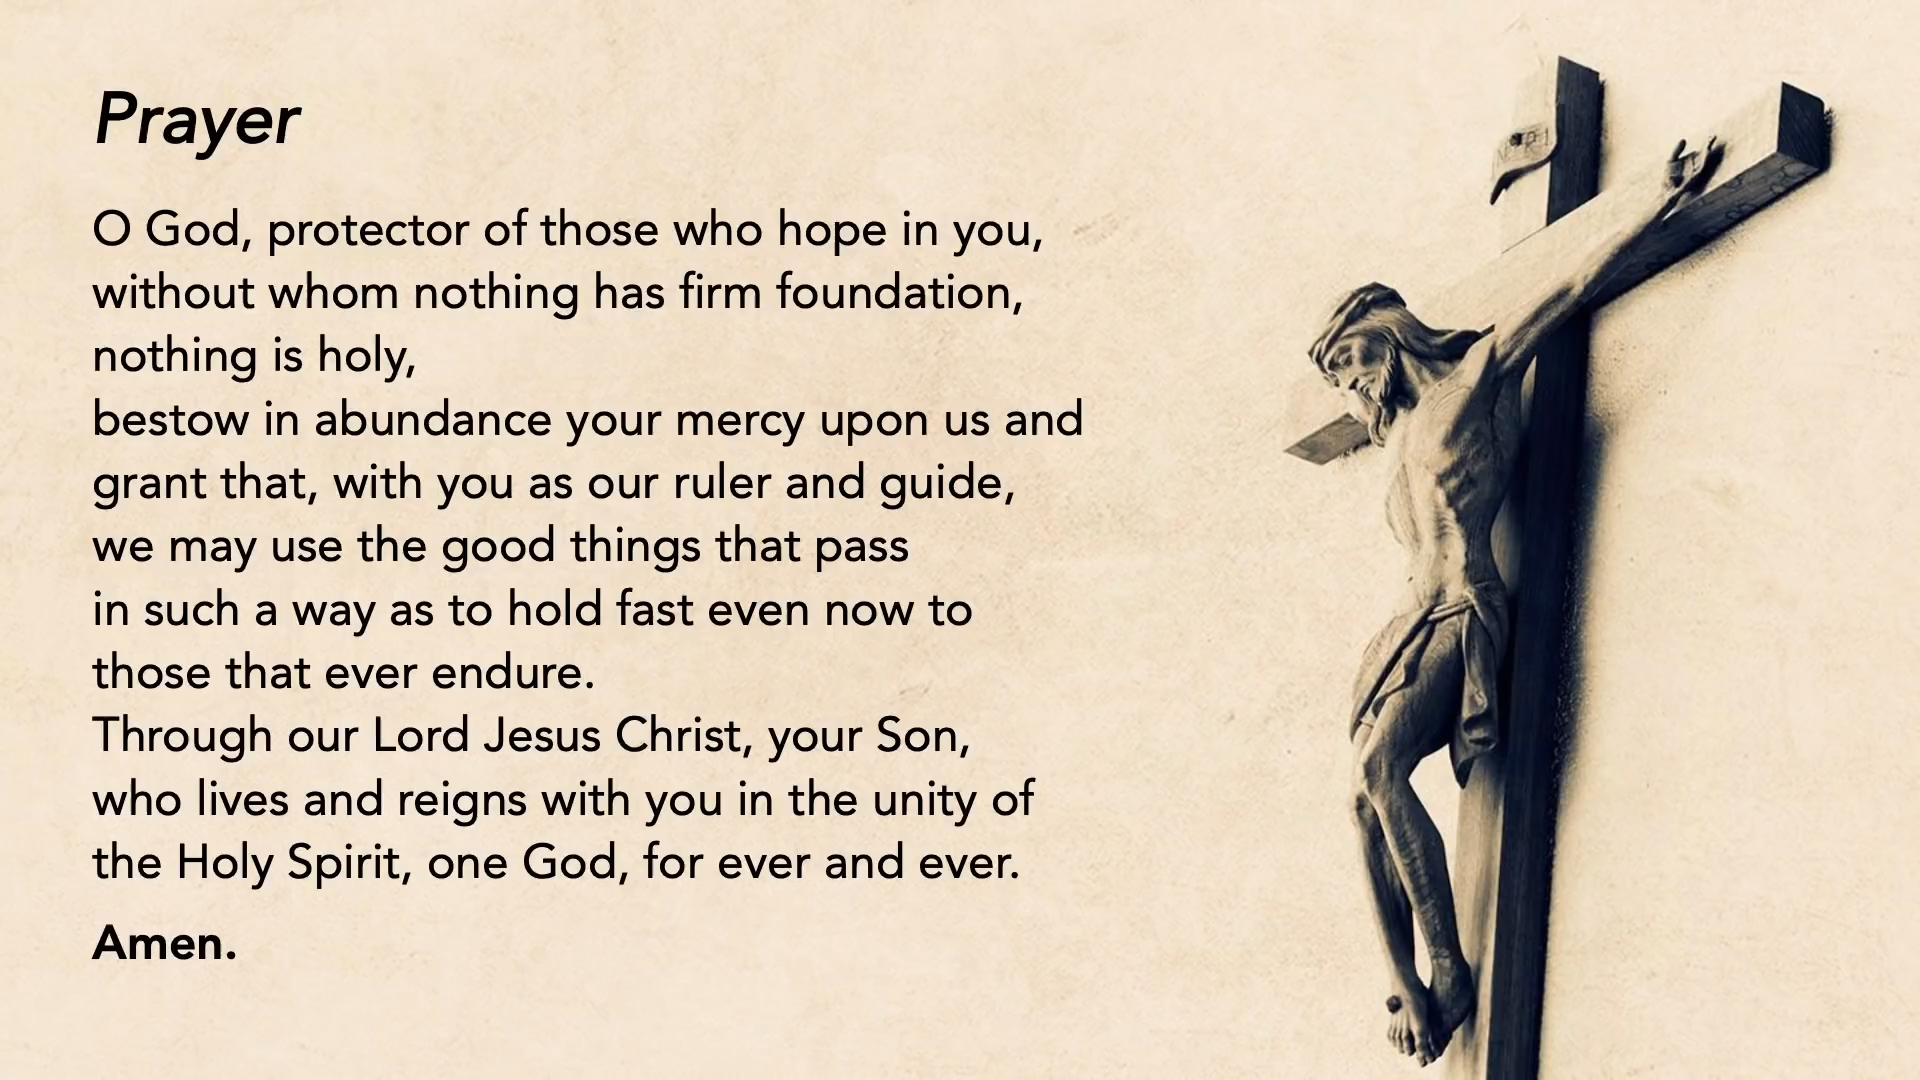 Prayer
O God, protector of those who hope in you,
without whom nothing has firm foundation,
nothing is holy,
bestow in abundance your mercy upon us and
grant that, with you as our ruler and guide,
we may use the good things that pass
in such a way as to hold fast even now to
those that ever endure.
Through our Lord Jesus Christ, your Son,
who lives and reigns with you in the unity of
the Holy Spirit, one God, for ever and ever.
Amen.